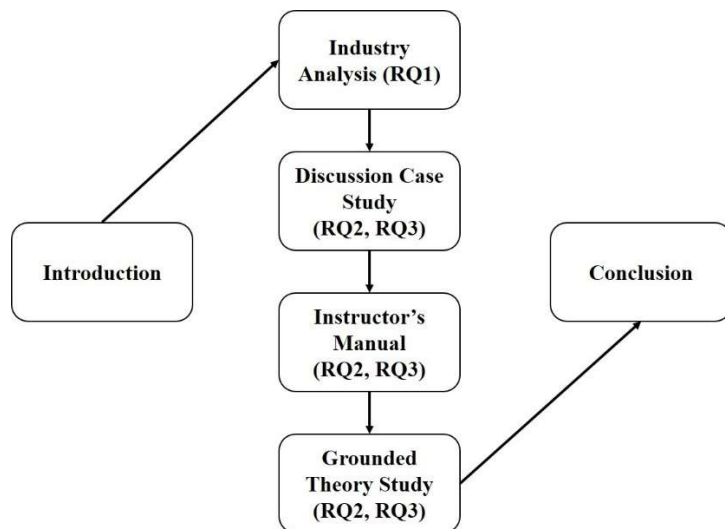 Industry
Analysis (RQ1)
Discussion Case
Study
(RQ2, RQ3)
Introduction
Conclusion
Instructor’s
Manual
(RQ2, RQ3)
Grounded
Theory Study
(RQ2, RQ3)